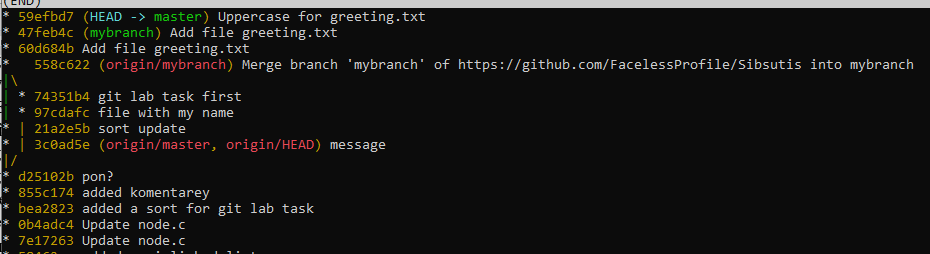 (END)
* 59efbd7 (HEAD -> master) Uppercase for greeting.txt
* 47feb4c (mybranch) Add file greeting.txt
* 60d684b Add file greeting.txt
*   558c622 (origin/mybranch) Merge branch 'mybranch' of https://github.com/FacelessProfile/Sibsutis into mybranch
|\
| * 74351b4 git lab task first
| * 97cdafc file with my name
* | 21a2e5b sort update
* | 3c0ad5e (origin/master, origin/HEAD) message
|/
* d25102b pon?
* 855c174 added komentarey
* bea2823 added a sort for git lab task
* 0b4adc4 Update node.c
* 7e17263 Update node.c